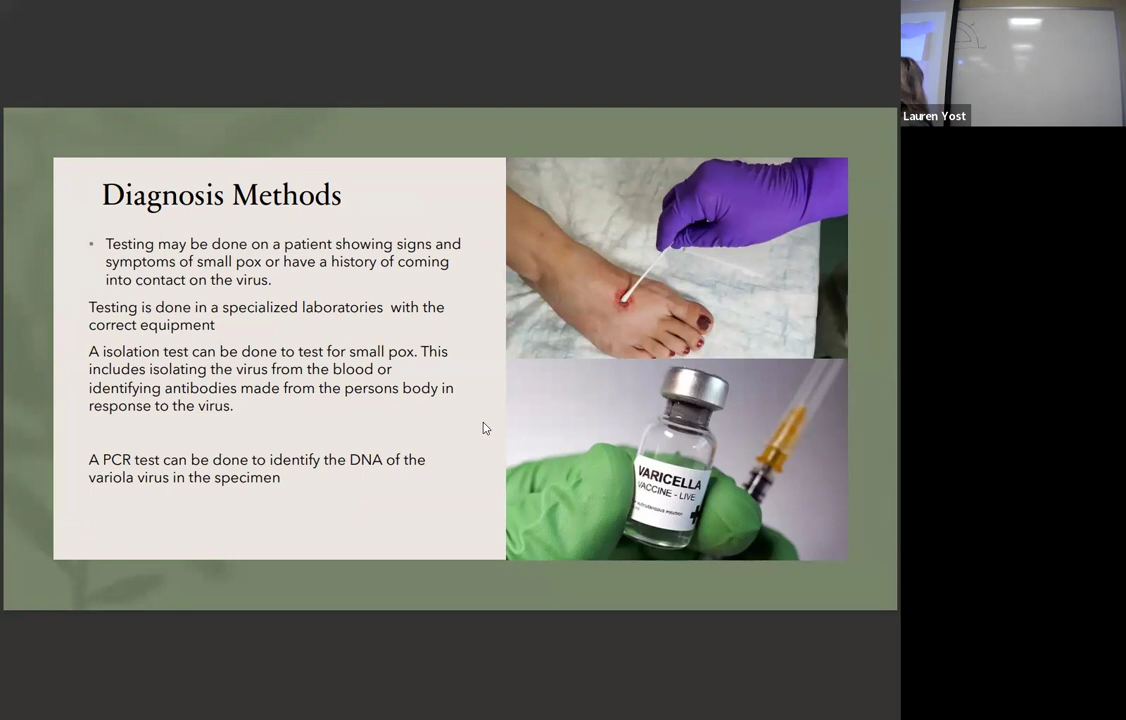 Diagnosis Methods
• Testing may be done on a patient showing signs and
symptoms of small pox or have a history of coming
into contact on the virus.
Testing is done in a specialized laboratories with the
correct equipment
A isolation test can be done to test for small pox. This
includes isolating the virus from the blood or
identifying antibodies made from the persons body in
response to the virus.
A PCR test can be done to identify the DNA of the
variola virus in the specimen
VARICELLA
VACCINE - LIVE
Lauren Yost